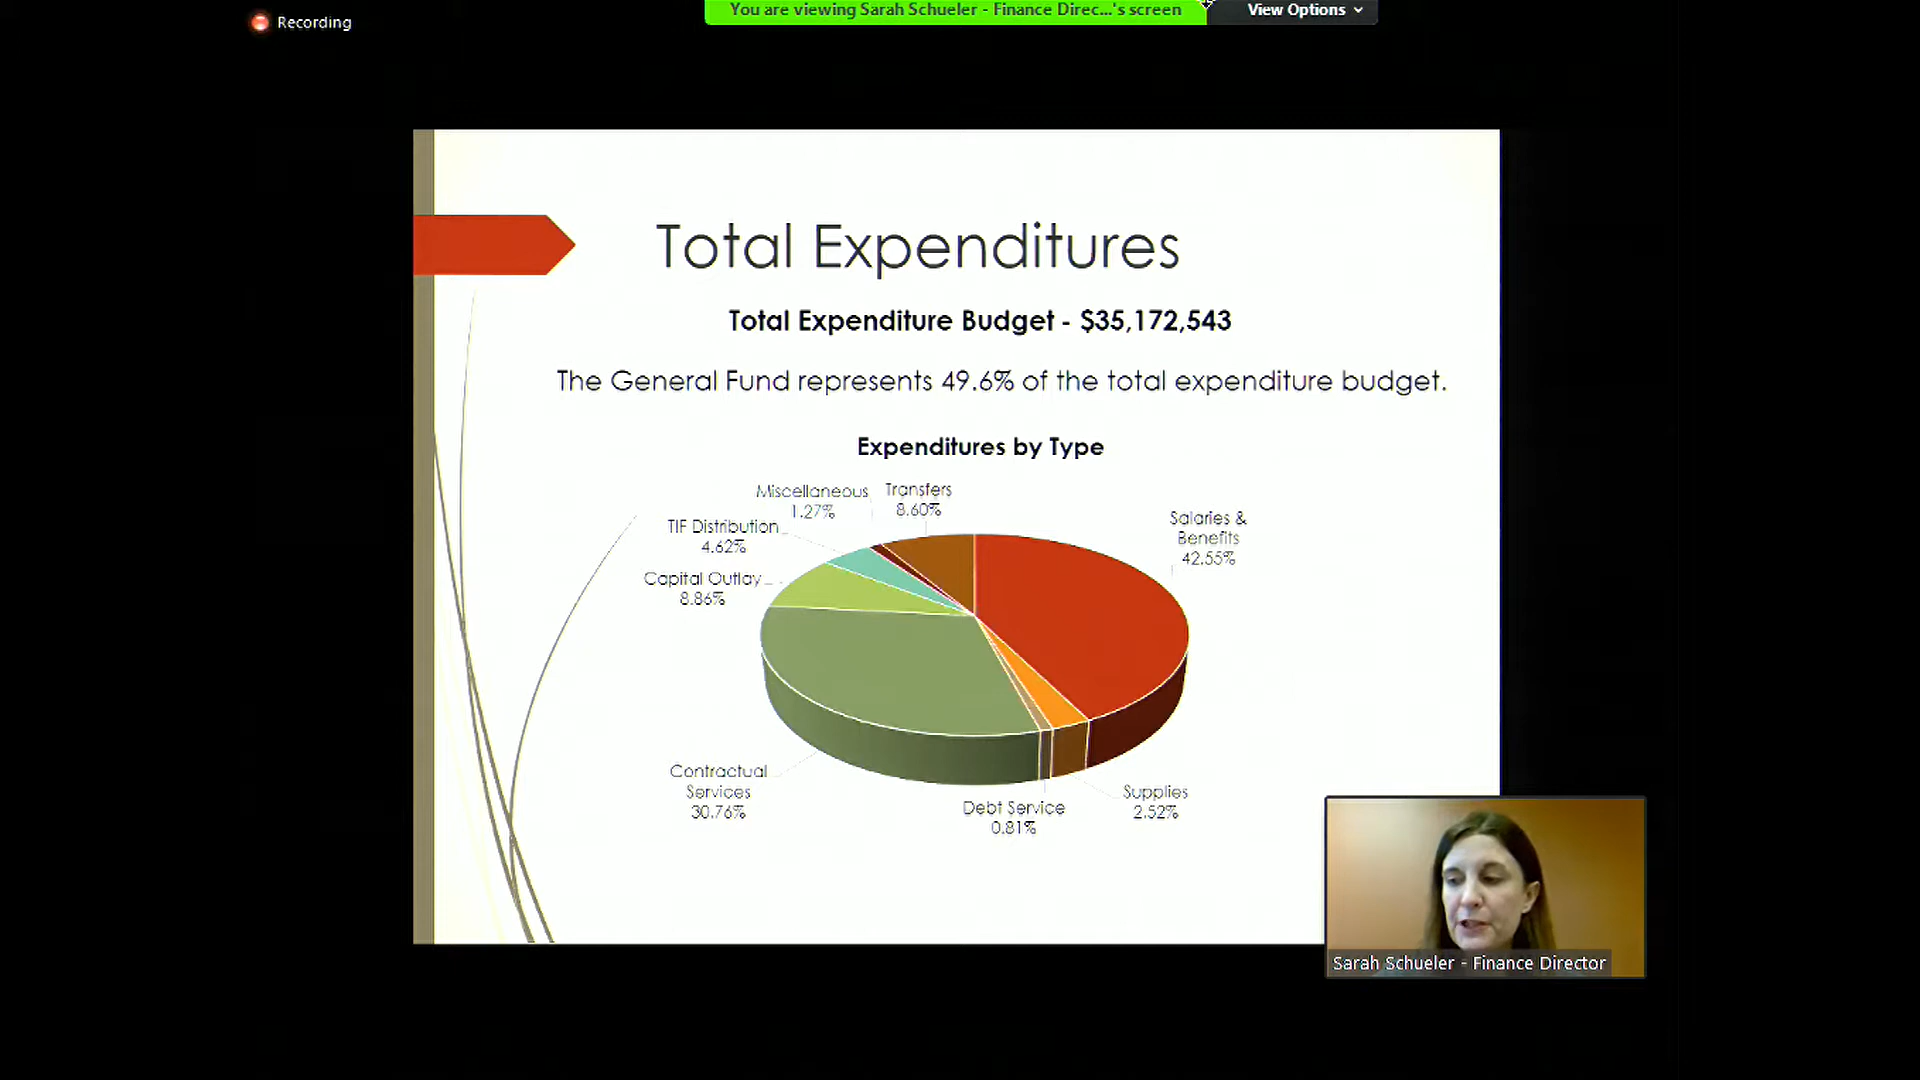 Recording
You are viewing Sarah Schueler - Finance Direc...'s screen
View Options
Total Expenditures
Total Expenditure Budget - $35,172,543
The General Fund represents 49.6% of the total expenditure budget.
Expenditures by Type
Miscellaneous
1.27%
Transfers
8.60%
Salaries &
Benefits
42.55%
TIF Distribution
4.62%
Capital Outlay
8.86%
Contractual
Services
30.76%
Debt Service
0.81%
Supplies
2.52%
Sarah Schueler - Finance Director